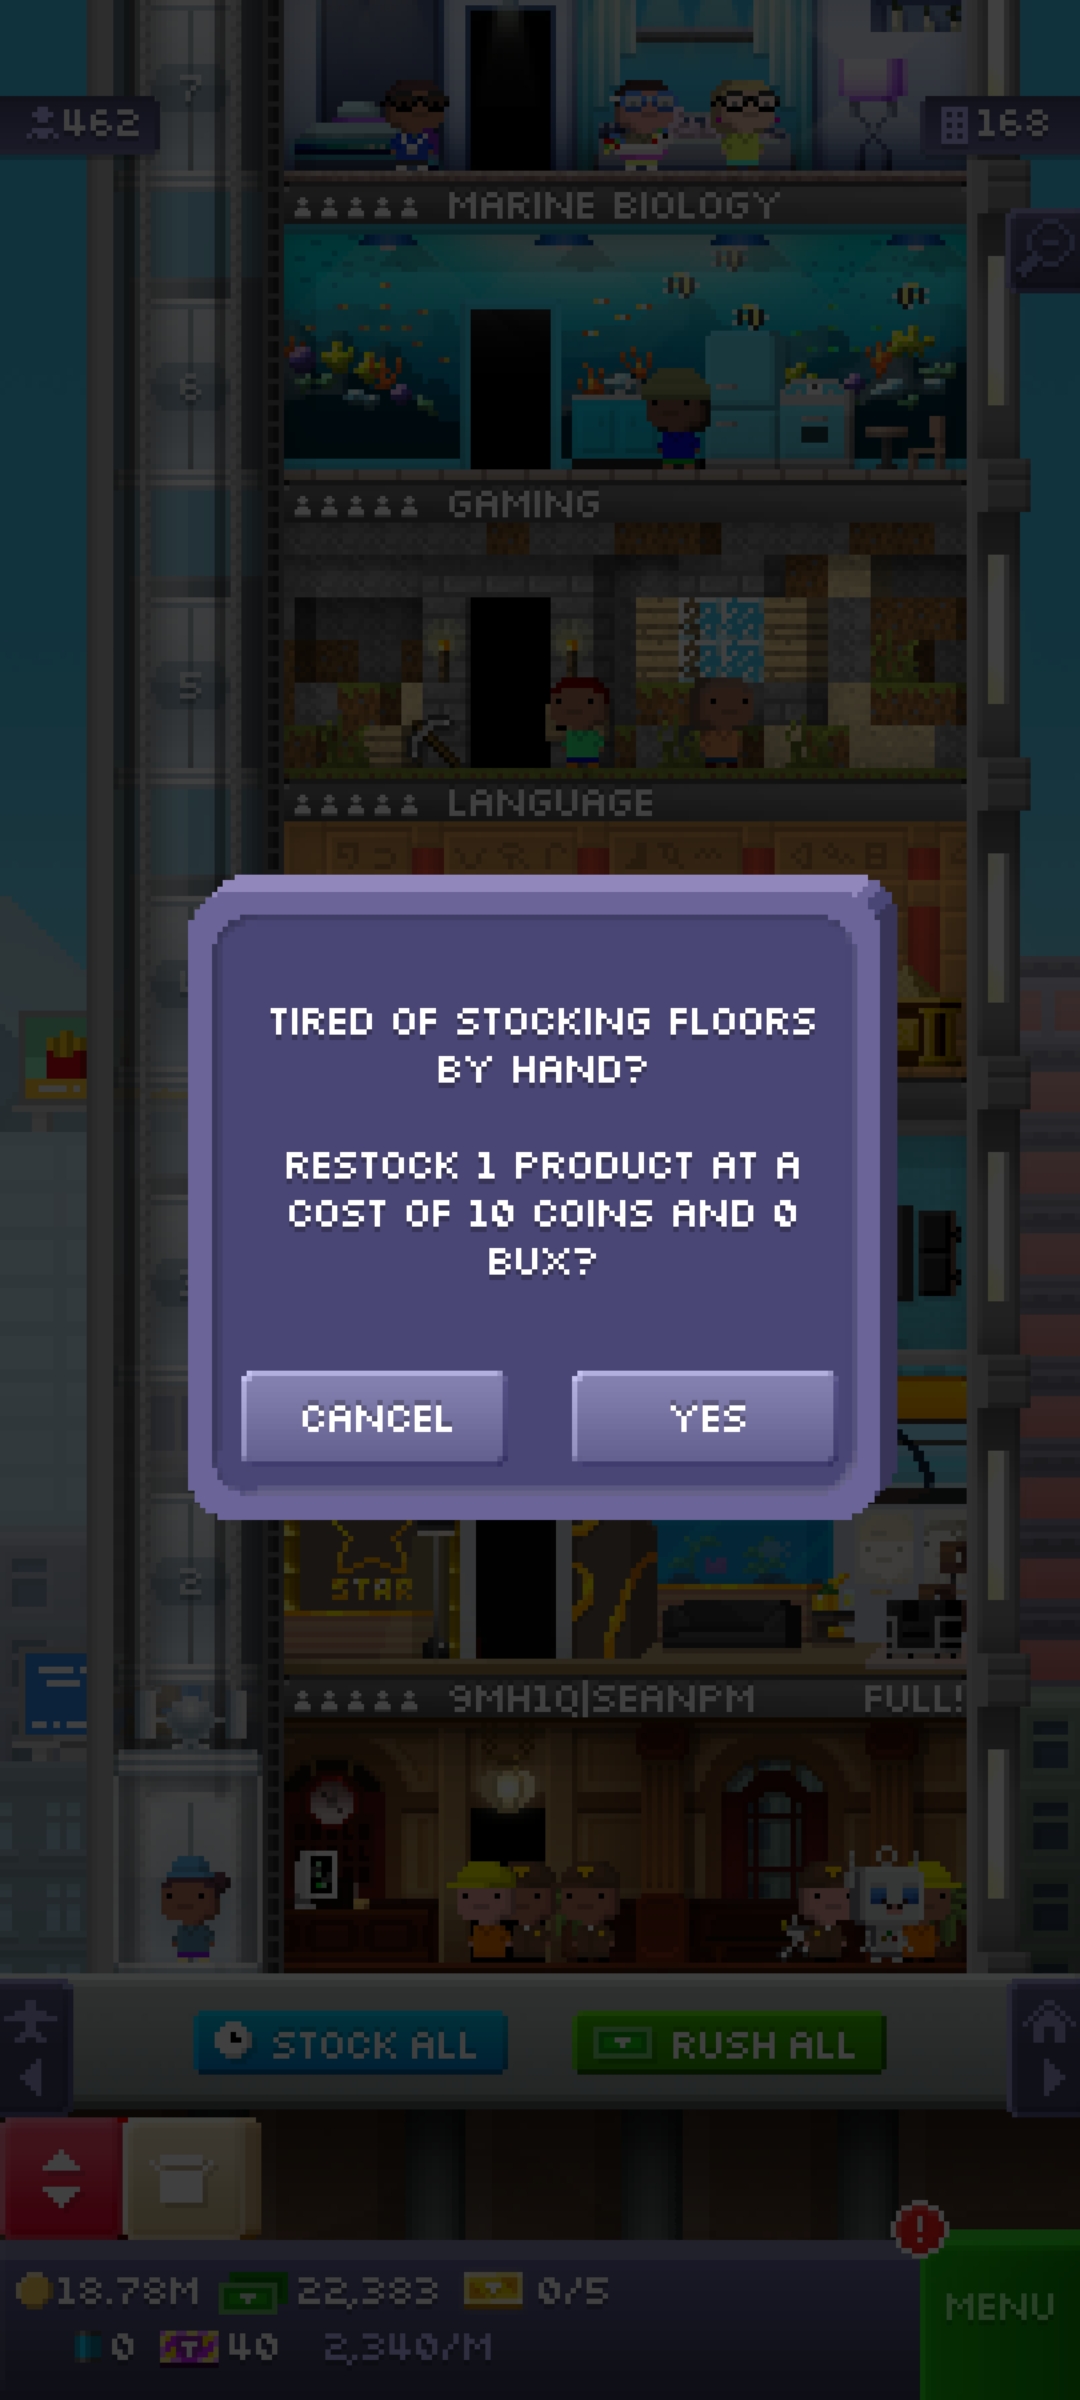 7
462
168
MARINE BIOLOGY
6
GAMING
5
LANGUAGE
TIRED OF STOCKING FLOORS
BY HAND?
RESTOCK 1 PRODUCT AT A
COST OF 10 COINS AND 0
BUX?
CANCEL
YES
2
STAR
9MH1Q|SEANPM
FULL!
STOCK ALL
RUSH ALL
18.78M
22,383
0/5
!
MENU
0
40
2,340/M